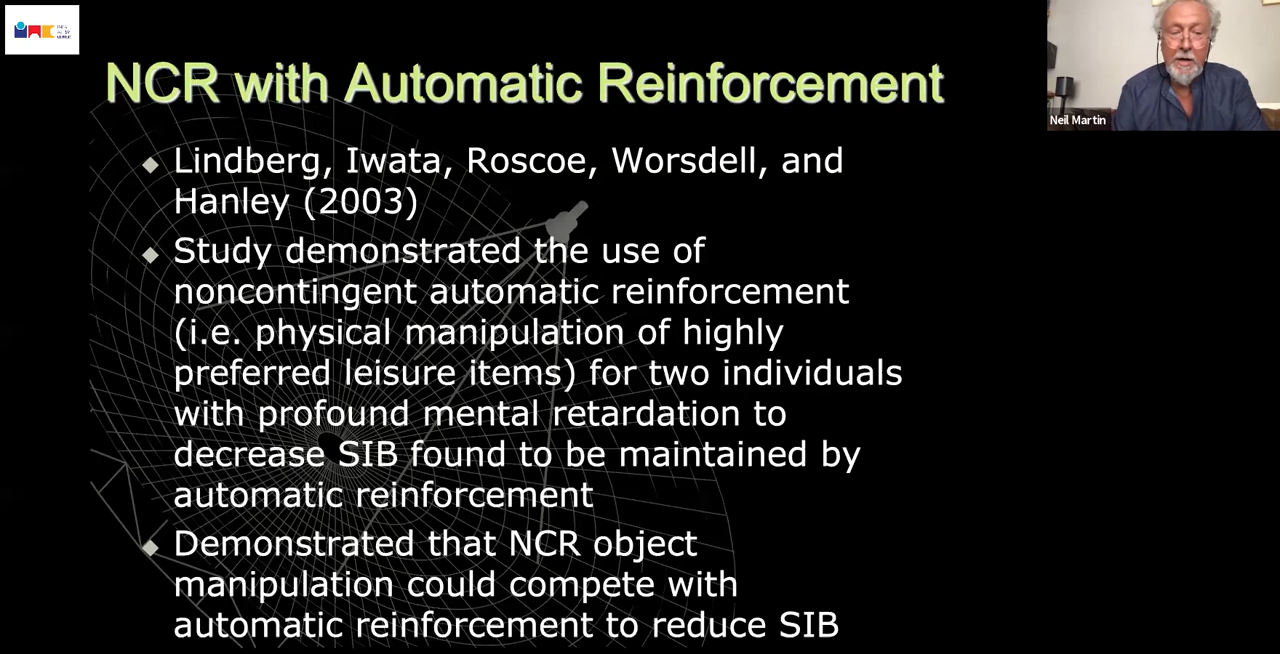 NCR with Automatic Reinforcement
Neil Martin
Lindberg, Iwata, Roscoe, Worsdell, and
Hanley (2003)
Study demonstrated the use of
noncontingent automatic reinforcement
(i.e. physical manipulation of highly
preferred leisure items) for two individuals
with profound mental retardation to
decrease SIB found to be maintained by
automatic reinforcement
Demonstrated that NCR object
manipulation could compete with
automatic reinforcement to reduce SIB